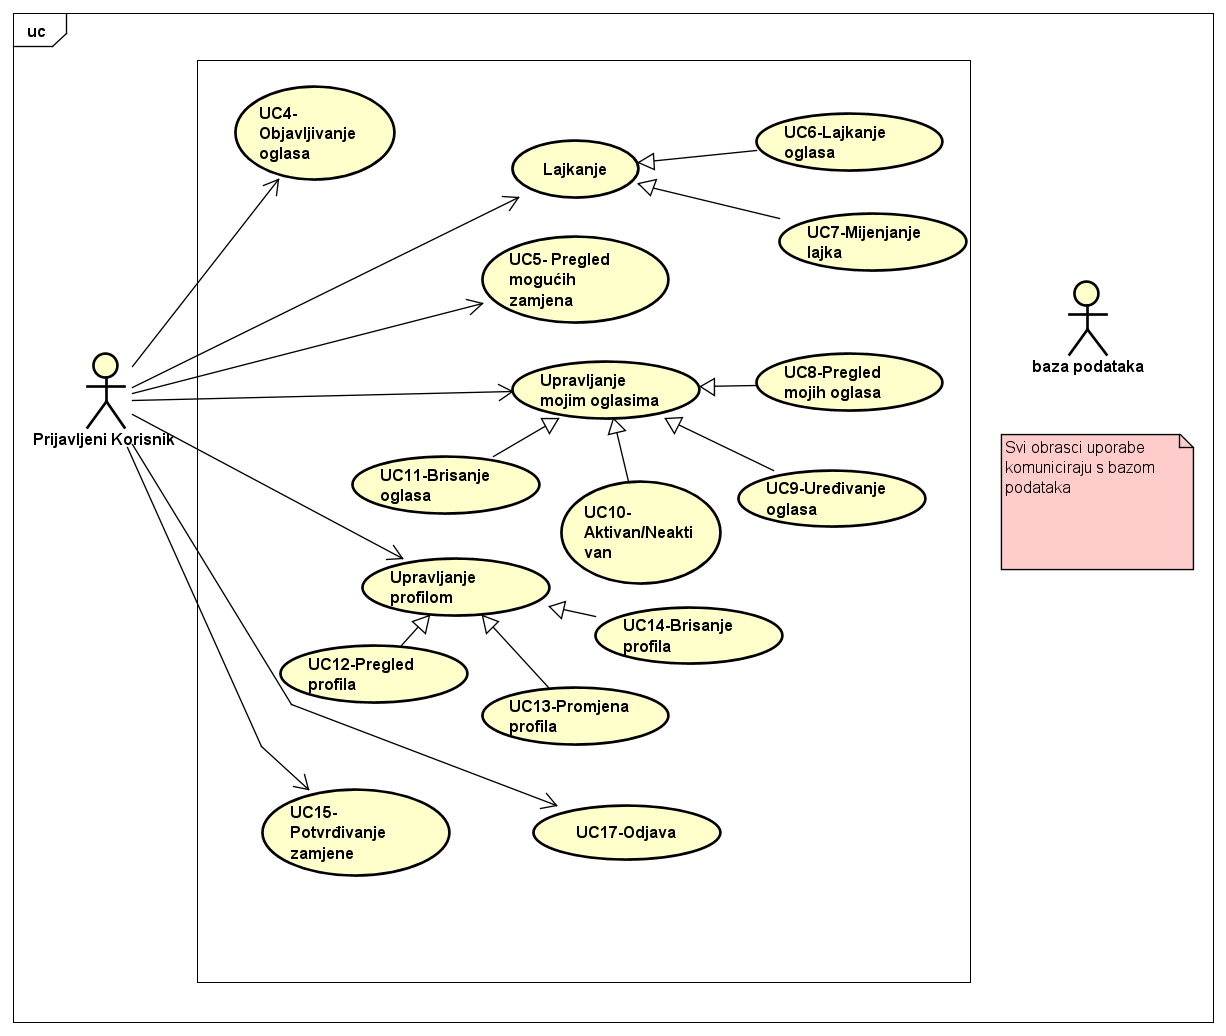 uc
UC4-
Objavljivanje
oglasa
Lajkanje
UC6-Lajkanje
oglasa
UC7-Mijenjanje
lajka
UC5- Pregled
mogućih
zamjena
Prijavljeni Korisnik
baza podataka
Upravljanje
mojim oglasima
UC8-Pregled
mojih oglasa
UC11-Brisanje
oglasa
UC10-
Aktivan/Neakti
van
UC9-Uređivanje
oglasa
Svi obrasci uporabe
komuniciraju s bazom
podataka
Upravljanje
profilom
UC14-Brisanje
profila
UC12-Pregled
profila
UC13-Promjena
profila
UC15-
Potvrđivanje
zamjene
UC17-Odjava